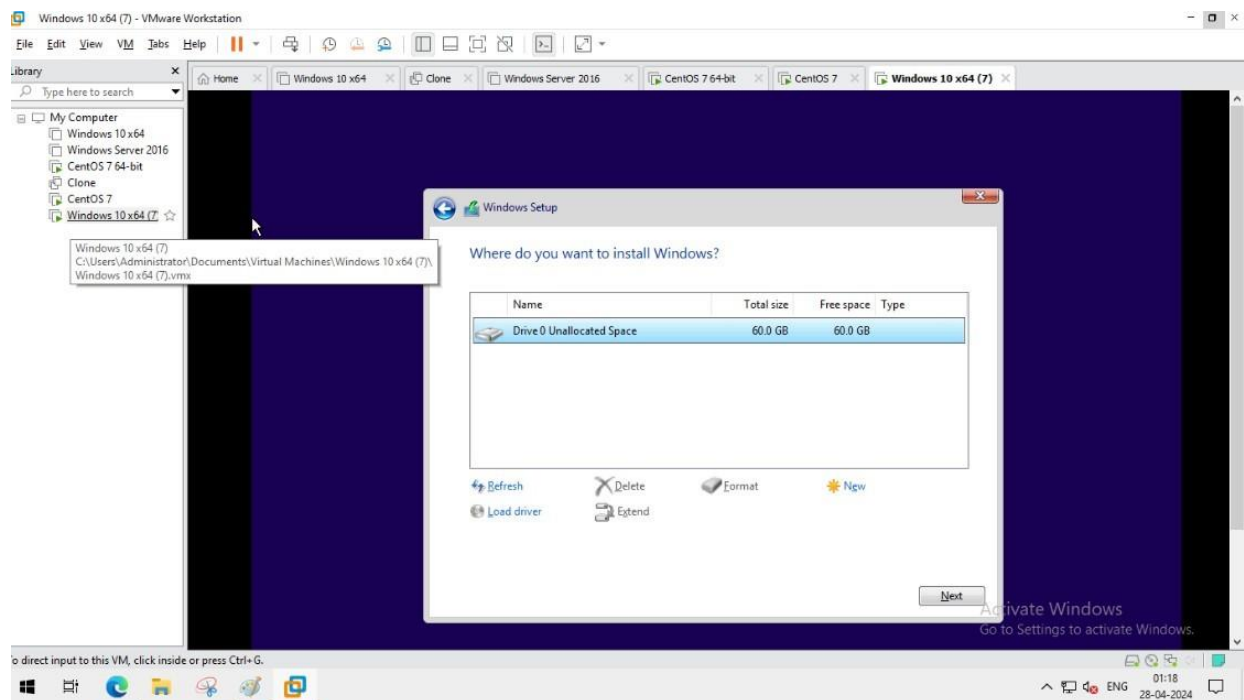 Windows 10 x64 (7) - VMware Workstation
File Edit View VM Tabs Help
Library
Type here to search
Home
Windows 10 x64
Clone
Windows Server 2016
CentOS 7 64-bit
CentOS 7
Windows 10 x64 (7)
My Computer
Windows 10 x64
Windows Server 2016
CentOS 7 64-bit
Clone
CentOS 7
Windows 10 x64 (7
Windows 10 x64 (7)
C:\Users\Administrator\Documents\Virtual Machines\Windows 10 x64 (7)\
Windows 10 x64 (7).vmx
Windows Setup
Where do you want to install Windows?
Name Total size Free space Type
Drive 0 Unallocated Space 60.0 GB 60.0 GB
Refresh Delete Format New
Load driver Extend
Next
Activate Windows
Go to Settings to activate Windows.
o direct input to this VM, click inside or press Ctrl+G.
ENG
01:18
28-04-2024